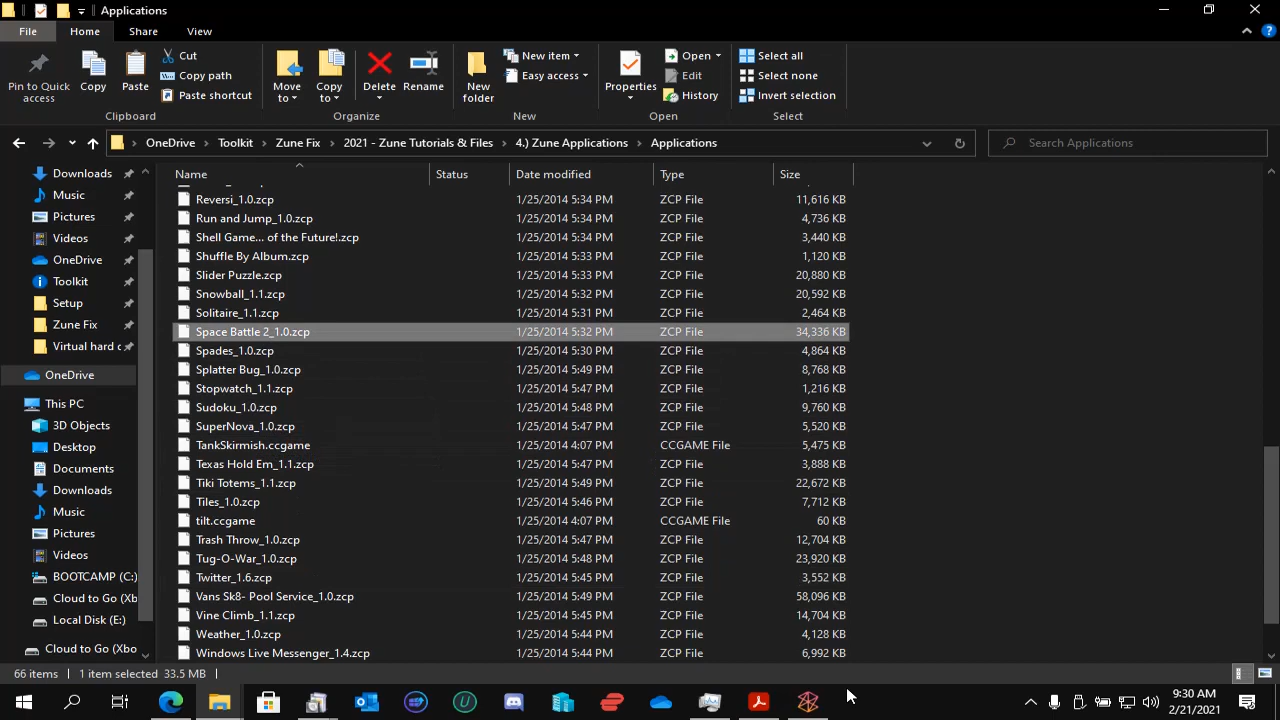 Applications
File Home Share View
Pin to Quick access
Copy
Paste
Cut
Copy path
Paste shortcut
Clipboard
Move to
Copy to
Delete
Rename
Organize
New folder
New item
Easy access
New
Properties
Open
Edit
History
Open
Select all
Select none
Invert selection
Select
OneDrive > Toolkit > Zune Fix > 2021 - Zune Tutorials & Files > 4.) Zune Applications > Applications
Search Applications
Downloads
Music
Pictures
Videos
OneDrive
Toolkit
Setup
Zune Fix
Virtual hard d
OneDrive
This PC
3D Objects
Desktop
Documents
Downloads
Music
Pictures
Videos
BOOTCAMP (C:)
Cloud to Go (Xb
Local Disk (E:)
Cloud to Go (Xbo
Name Status Date modified Type Size
Reversi_1.0.zcp 1/25/2014 5:34 PM ZCP File 11,616 KB
Run and Jump_1.0.zcp 1/25/2014 5:34 PM ZCP File 4,736 KB
Shell Game... of the Future!.zcp 1/25/2014 5:34 PM ZCP File 3,440 KB
Shuffle By Album.zcp 1/25/2014 5:33 PM ZCP File 1,120 KB
Slider Puzzle.zcp 1/25/2014 5:33 PM ZCP File 20,880 KB
Snowball_1.1.zcp 1/25/2014 5:32 PM ZCP File 20,592 KB
Solitaire_1.1.zcp 1/25/2014 5:31 PM ZCP File 2,464 KB
Space Battle 2_1.0.zcp 1/25/2014 5:32 PM ZCP File 34,336 KB
Spades_1.0.zcp 1/25/2014 5:30 PM ZCP File 4,864 KB
Splatter Bug_1.0.zcp 1/25/2014 5:49 PM ZCP File 8,768 KB
Stopwatch_1.1.zcp 1/25/2014 5:47 PM ZCP File 1,216 KB
Sudoku_1.0.zcp 1/25/2014 5:48 PM ZCP File 9,760 KB
SuperNova_1.0.zcp 1/25/2014 5:47 PM ZCP File 5,520 KB
TankSkirmish.ccgame 1/25/2014 4:07 PM CCGAME File 5,475 KB
Texas Hold Em_1.1.zcp 1/25/2014 5:47 PM ZCP File 3,888 KB
Tiki Totems_1.1.zcp 1/25/2014 5:49 PM ZCP File 22,672 KB
Tiles_1.0.zcp 1/25/2014 5:46 PM ZCP File 7,712 KB
tilt.ccgame 1/25/2014 4:07 PM CCGAME File 60 KB
Trash Throw_1.0.zcp 1/25/2014 5:47 PM ZCP File 12,704 KB
Tug-O-War_1.0.zcp 1/25/2014 5:48 PM ZCP File 23,920 KB
Twitter_1.6.zcp 1/25/2014 5:45 PM ZCP File 3,552 KB
Vans Sk8- Pool Service_1.0.zcp 1/25/2014 5:49 PM ZCP File 58,096 KB
Vine Climb_1.1.zcp 1/25/2014 5:45 PM ZCP File 14,704 KB
Weather_1.0.zcp 1/25/2014 5:44 PM ZCP File 4,128 KB
Windows Live Messenger_1.4.zcp 1/25/2014 5:44 PM ZCP File 6,992 KB
66 items 1 item selected 33.5 MB
9:30 AM
2/21/2021